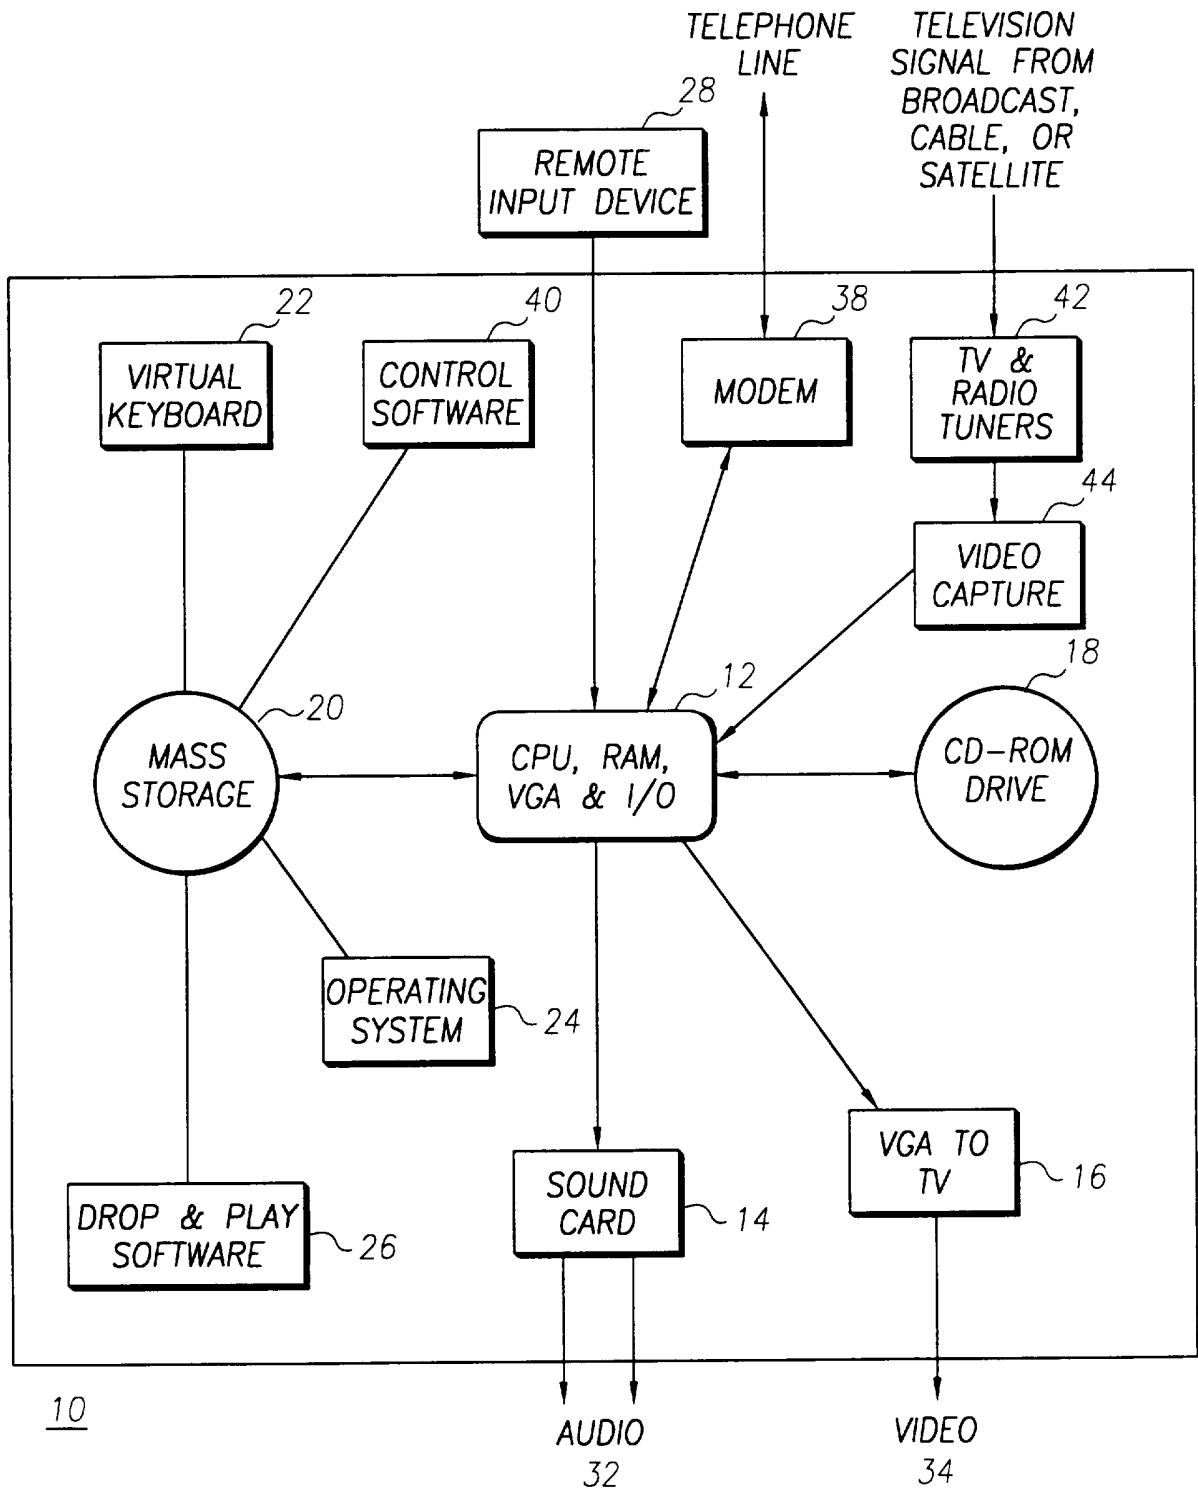 TELEPHONE
LINE
TELEVISION
SIGNAL FROM
BROADCAST,
CABLE, OR
SATELLITE
28
REMOTE
INPUT DEVICE
22
VIRTUAL
KEYBOARD
40
CONTROL
SOFTWARE
38
MODEM
42
TV &
RADIO
TUNERS
44
VIDEO
CAPTURE
20
MASS
STORAGE
12
CPU, RAM,
VGA & I/O
18
CD-ROM
DRIVE
OPERATING
SYSTEM
24
DROP & PLAY
SOFTWARE
26
SOUND
CARD
14
VGA TO
TV
16
10
AUDIO
32
VIDEO
34